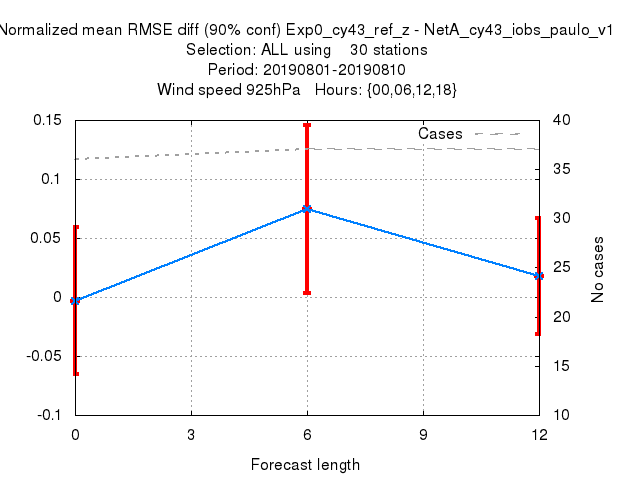 Normalized mean RMSE diff (90% conf) Exp0_cy43_ref_z - NetA_cy43_iobs_paulo_v1
Selection: ALL using 30 stations
Period: 20190801-20190810
Wind speed 925hPa Hours: {00,06,12,18}
Cases
0.15
0.1
0.05
0
-0.05
-0.1
40
35
30
25
20
15
10
No cases
0 3 6 9 12
Forecast length